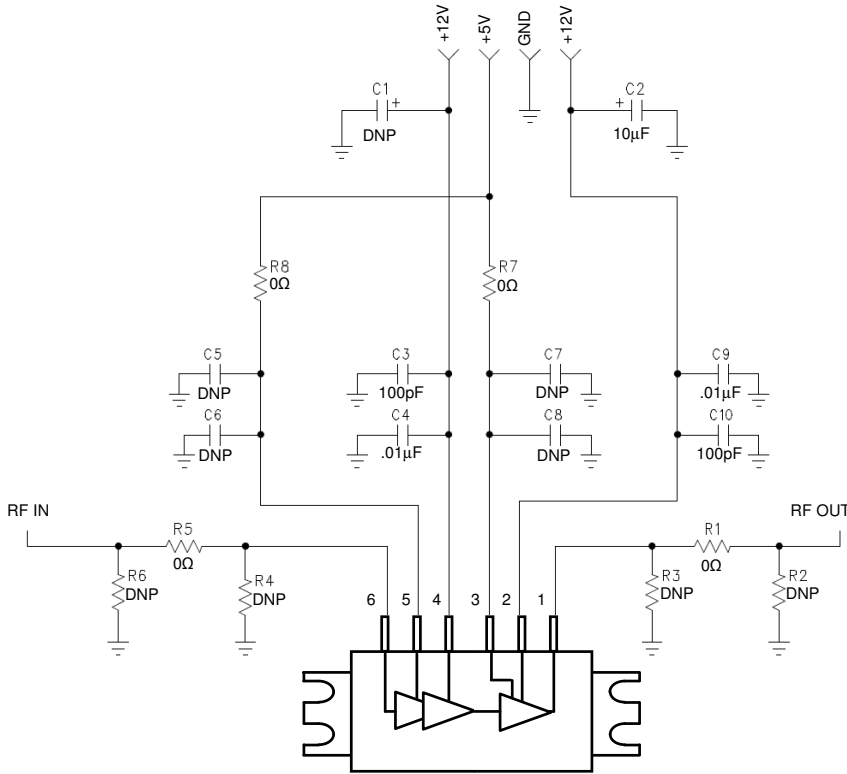 +12V
+5V
GND
+12V
C1
+
DNP
C2
+
10μF
R8
0Ω
R7
0Ω
C5
DNP
C3
100pF
C7
DNP
C9
.01μF
C6
DNP
C4
.01μF
C8
DNP
C10
100pF
RF IN
RF OUT
R5
0Ω
R1
0Ω
R6
DNP
R4
DNP
R3
DNP
R2
DNP
6
5
4
3
2
1